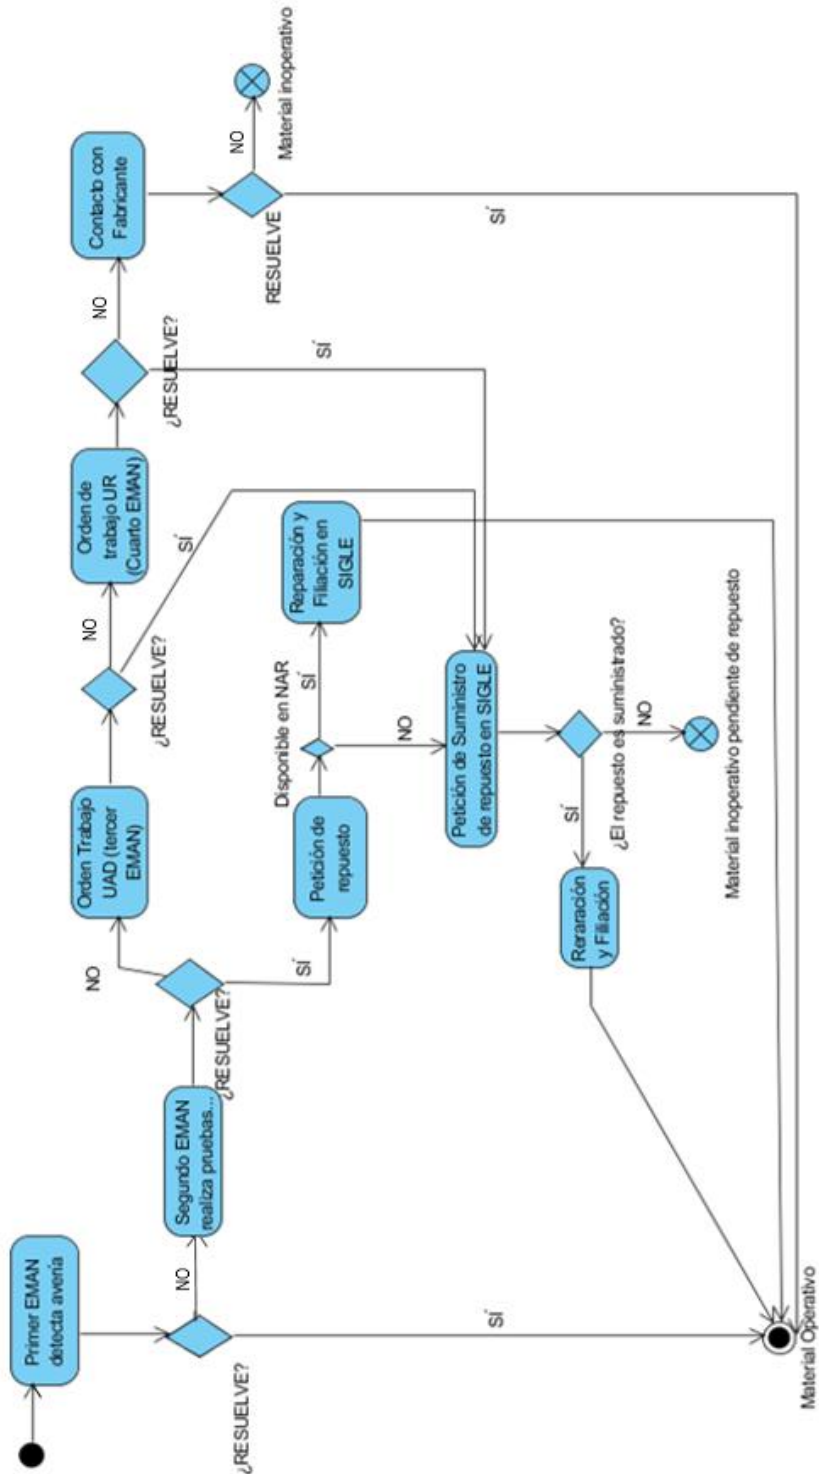 Primer EMAN
detecta avería
¿RESUELVE?
NO
SÍ
Segundo EMAN
realiza pruebas...
¿RESUELVE?
NO
SÍ
Orden Trabajo
UAD (tercer
EMAN)
¿RESUELVE?
NO
SÍ
Orden de
trabajo UR
(Cuarto EMAN)
¿RESUELVE?
NO
SÍ
Contacto con
Fabricante
RESUELVE
NO
Material inoperativo
SÍ
Petición de
repuesto
Disponible en NAR
SÍ
Reparación y
Filiación en
SIGLE
NO
Petición de Suministro
de repuesto en SIGLE
¿El repuesto es suministrado?
SÍ
NO
Reraración
y Filiación
Material inoperativo pendiente de repuesto
Material Operativo